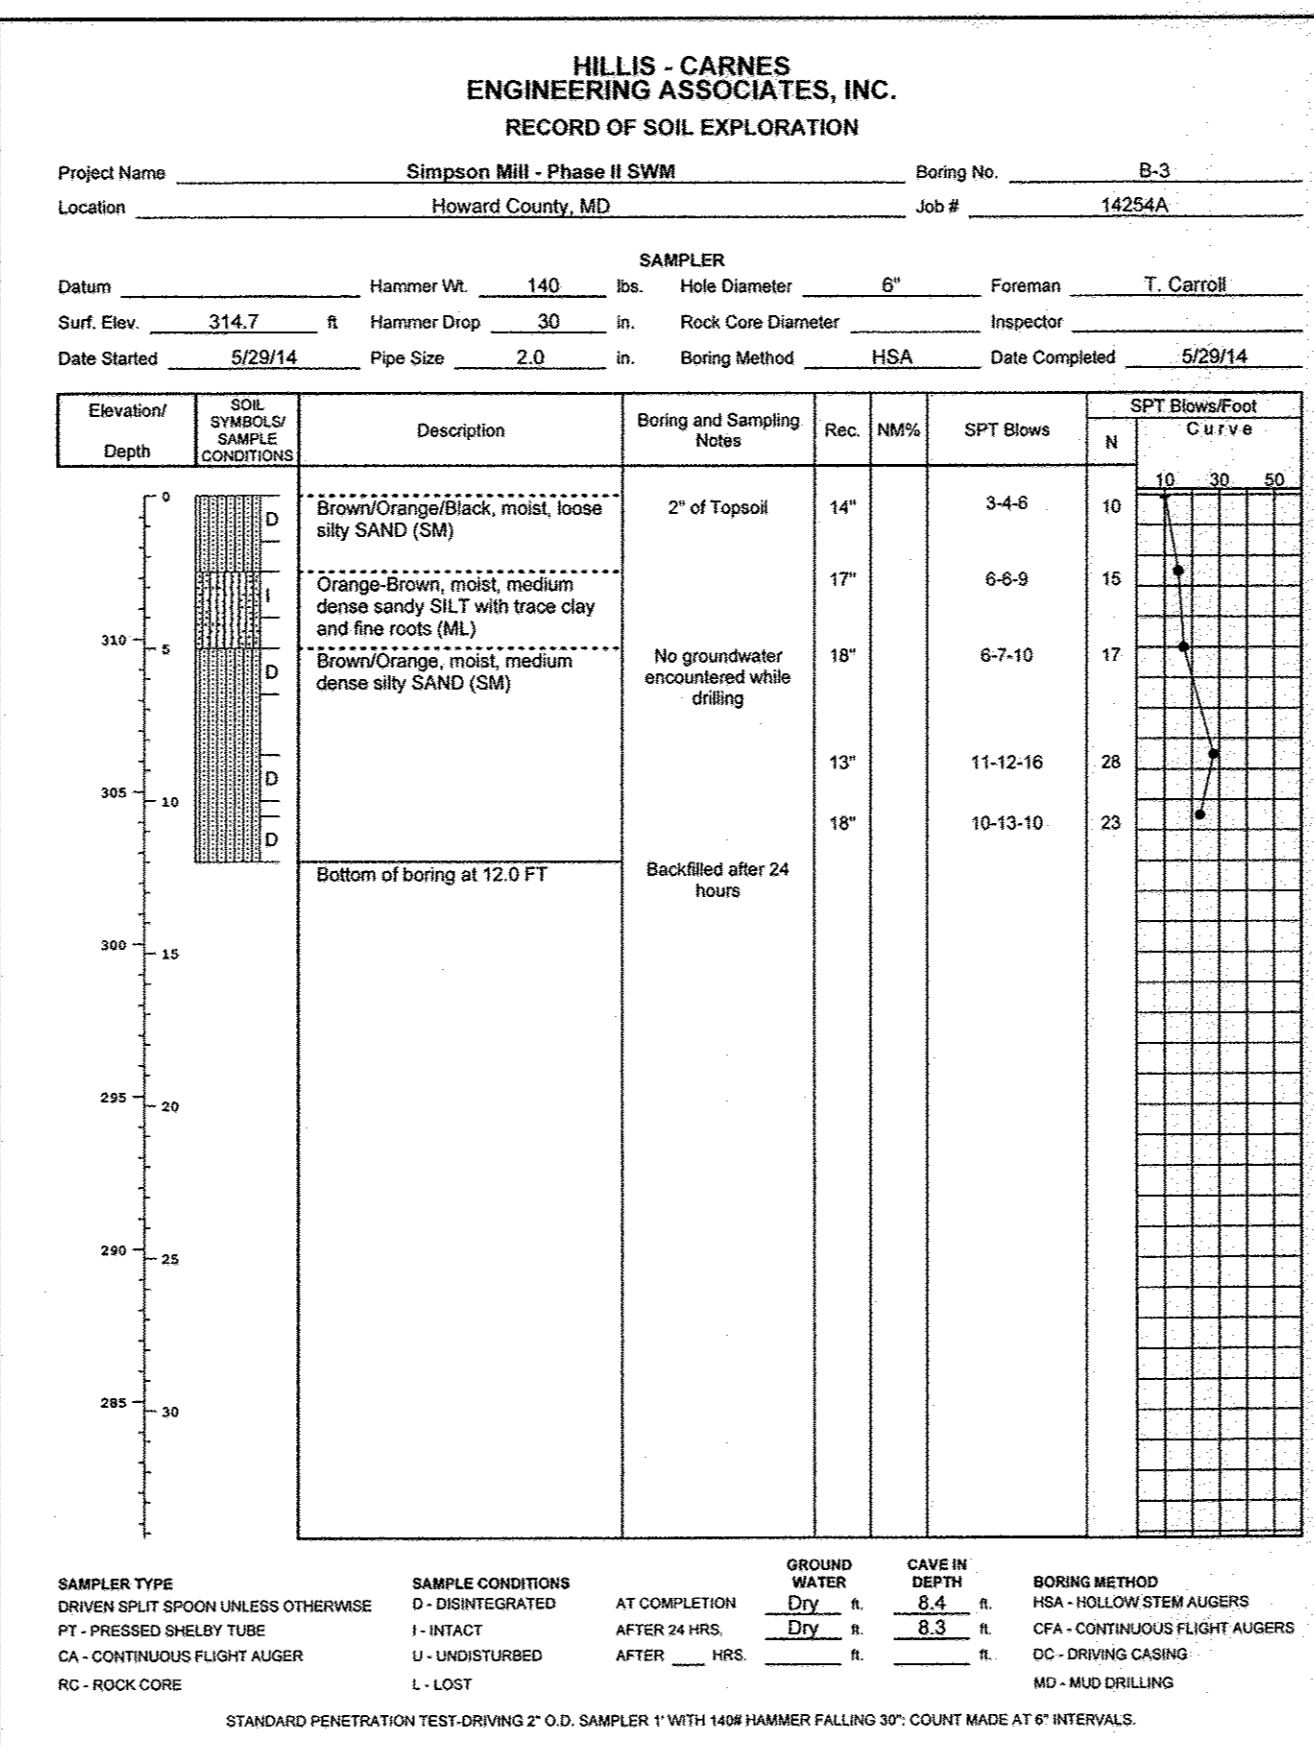 HILLIS - CARNES
ENGINEERING ASSOCIATES, INC.
RECORD OF SOIL EXPLORATION
Project Name Simpson Mill - Phase II SWM Boring No. B-3
Location Howard County, MD Job # 14254A
SAMPLER
Datum Hammer Wt. 140 lbs. Hole Diameter 6" Foreman T. Carroll
Surf. Elev. 314.7 ft Hammer Drop 30 in. Rock Core Diameter Inspector
Date Started 5/29/14 Pipe Size 2.0 in. Boring Method HSA Date Completed 5/29/14
Elevation/
Depth
SOIL
SYMBOLS/
SAMPLE
CONDITIONS
Description
Boring and Sampling
Notes
Rec.
NM%
SPT Blows
SPT Blows/Foot
N
Curve
10 30 50
0
D
Brown/Orange/Black, moist, loose
silty SAND (SM)
2" of Topsoil
14"
3-4-6
10
I
Orange-Brown, moist, medium
dense sandy SILT with trace clay
and fine roots (ML)
17"
6-6-9
15
310
5
D
Brown/Orange, moist, medium
dense silty SAND (SM)
No groundwater
encountered while
drilling
18"
6-7-10
17
D
13"
11-12-16
28
305
10
D
18"
10-13-10
23
Bottom of boring at 12.0 FT
Backfilled after 24
hours
300
15
295
20
290
25
285
30
SAMPLER TYPE
DRIVEN SPLIT SPOON UNLESS OTHERWISE
PT - PRESSED SHELBY TUBE
CA - CONTINUOUS FLIGHT AUGER
RC - ROCK CORE
SAMPLE CONDITIONS
D - DISINTEGRATED
I - INTACT
U - UNDISTURBED
L - LOST
GROUND
WATER
CAVE IN
DEPTH
AT COMPLETION Dry ft. 8.4 ft.
AFTER 24 HRS. Dry ft. 8.3 ft.
AFTER ___ HRS. ft. ft.
BORING METHOD
HSA - HOLLOW STEM AUGERS
CFA - CONTINUOUS FLIGHT AUGERS
DC - DRIVING CASING
MD - MUD DRILLING
STANDARD PENETRATION TEST-DRIVING 2" O.D. SAMPLER 1' WITH 140# HAMMER FALLING 30": COUNT MADE AT 6" INTERVALS.